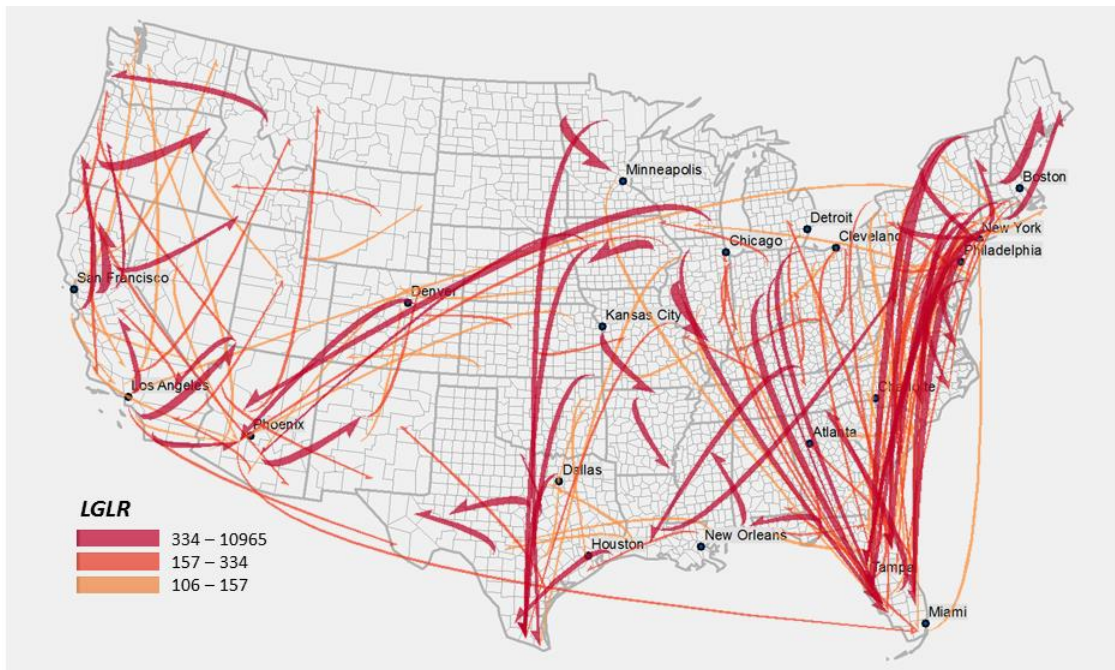 Minneapolis
Boston
Detroit
New York
Chicago
Cleveland
Philadelphia
San Francisco
Denver
Kansas City
Los Angeles
Charlotte
Phoenix
Atlanta
Dallas
LGLR
334 – 10965
New Orleans
Houston
157 – 334
Tampa
106 – 157
Miami